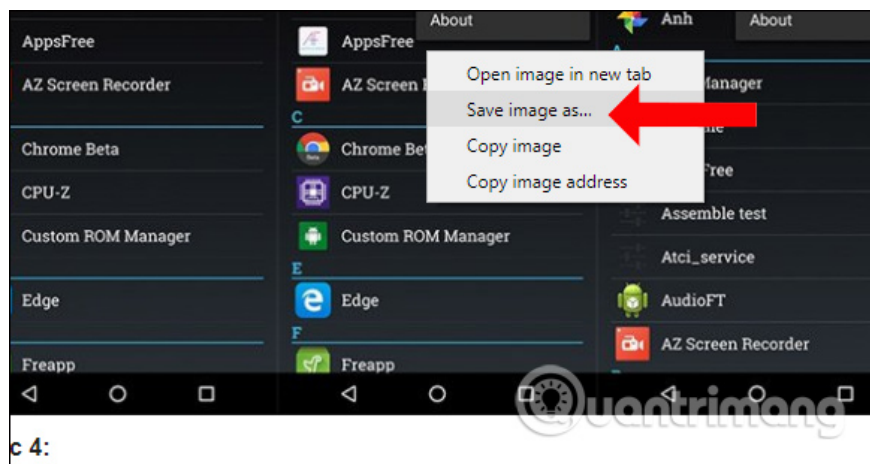 AppsFree
AZ Screen Recorder
Chrome Beta
CPU-Z
Custom ROM Manager
Edge
Freapp
About
AppsFree
AZ Screen
C
Chrome Be
CPU-Z
Custom ROM Manager
E
Edge
F
Freapp
Open image in new tab
Save image as...
Copy image
Copy image address
Anh
About
A
Manager
Free
Assemble test
Atci_service
AudioFT
AZ Screen Recorder
Quantrimang
c 4: